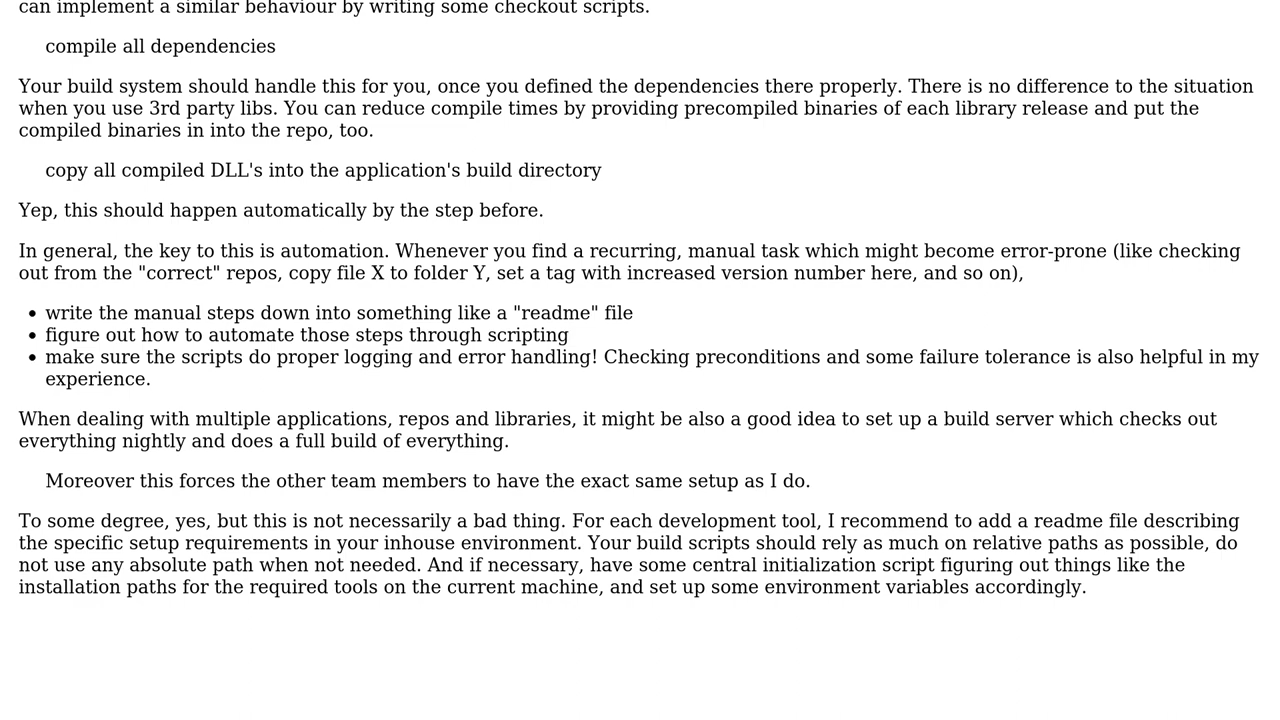 can implement a similar behaviour by writing some checkout scripts.
compile all dependencies
Your build system should handle this for you, once you defined the dependencies there properly. There is no difference to the situation
when you use 3rd party libs. You can reduce compile times by providing precompiled binaries of each library release and put the
compiled binaries in into the repo, too.
copy all compiled DLL's into the application's build directory
Yep, this should happen automatically by the step before.
In general, the key to this is automation. Whenever you find a recurring, manual task which might become error-prone (like checking
out from the "correct" repos, copy file X to folder Y, set a tag with increased version number here, and so on),
• write the manual steps down into something like a "readme" file
• figure out how to automate those steps through scripting
• make sure the scripts do proper logging and error handling! Checking preconditions and some failure tolerance is also helpful in my
experience.
When dealing with multiple applications, repos and libraries, it might be also a good idea to set up a build server which checks out
everything nightly and does a full build of everything.
Moreover this forces the other team members to have the exact same setup as I do.
To some degree, yes, but this is not necessarily a bad thing. For each development tool, I recommend to add a readme file describing
the specific setup requirements in your inhouse environment. Your build scripts should rely as much on relative paths as possible, do
not use any absolute path when not needed. And if necessary, have some central initialization script figuring out things like the
installation paths for the required tools on the current machine, and set up some environment variables accordingly.